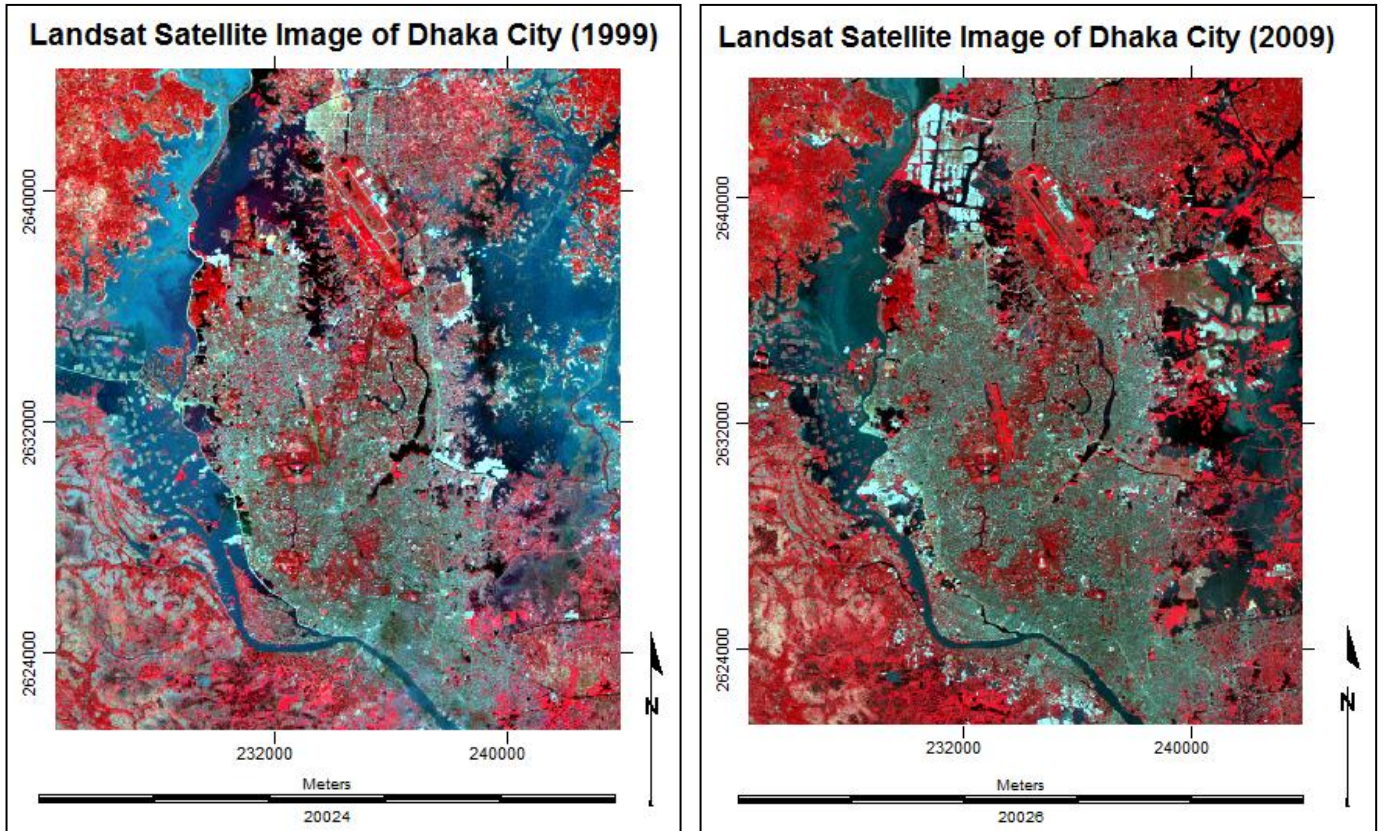 Landsat Satellite Image of Dhaka City (1999)
2640000
2632000
2624000
232000
240000
N
Meters
20024
Landsat Satellite Image of Dhaka City (2009)
2640000
2632000
2624000
232000
240000
N
Meters
20026